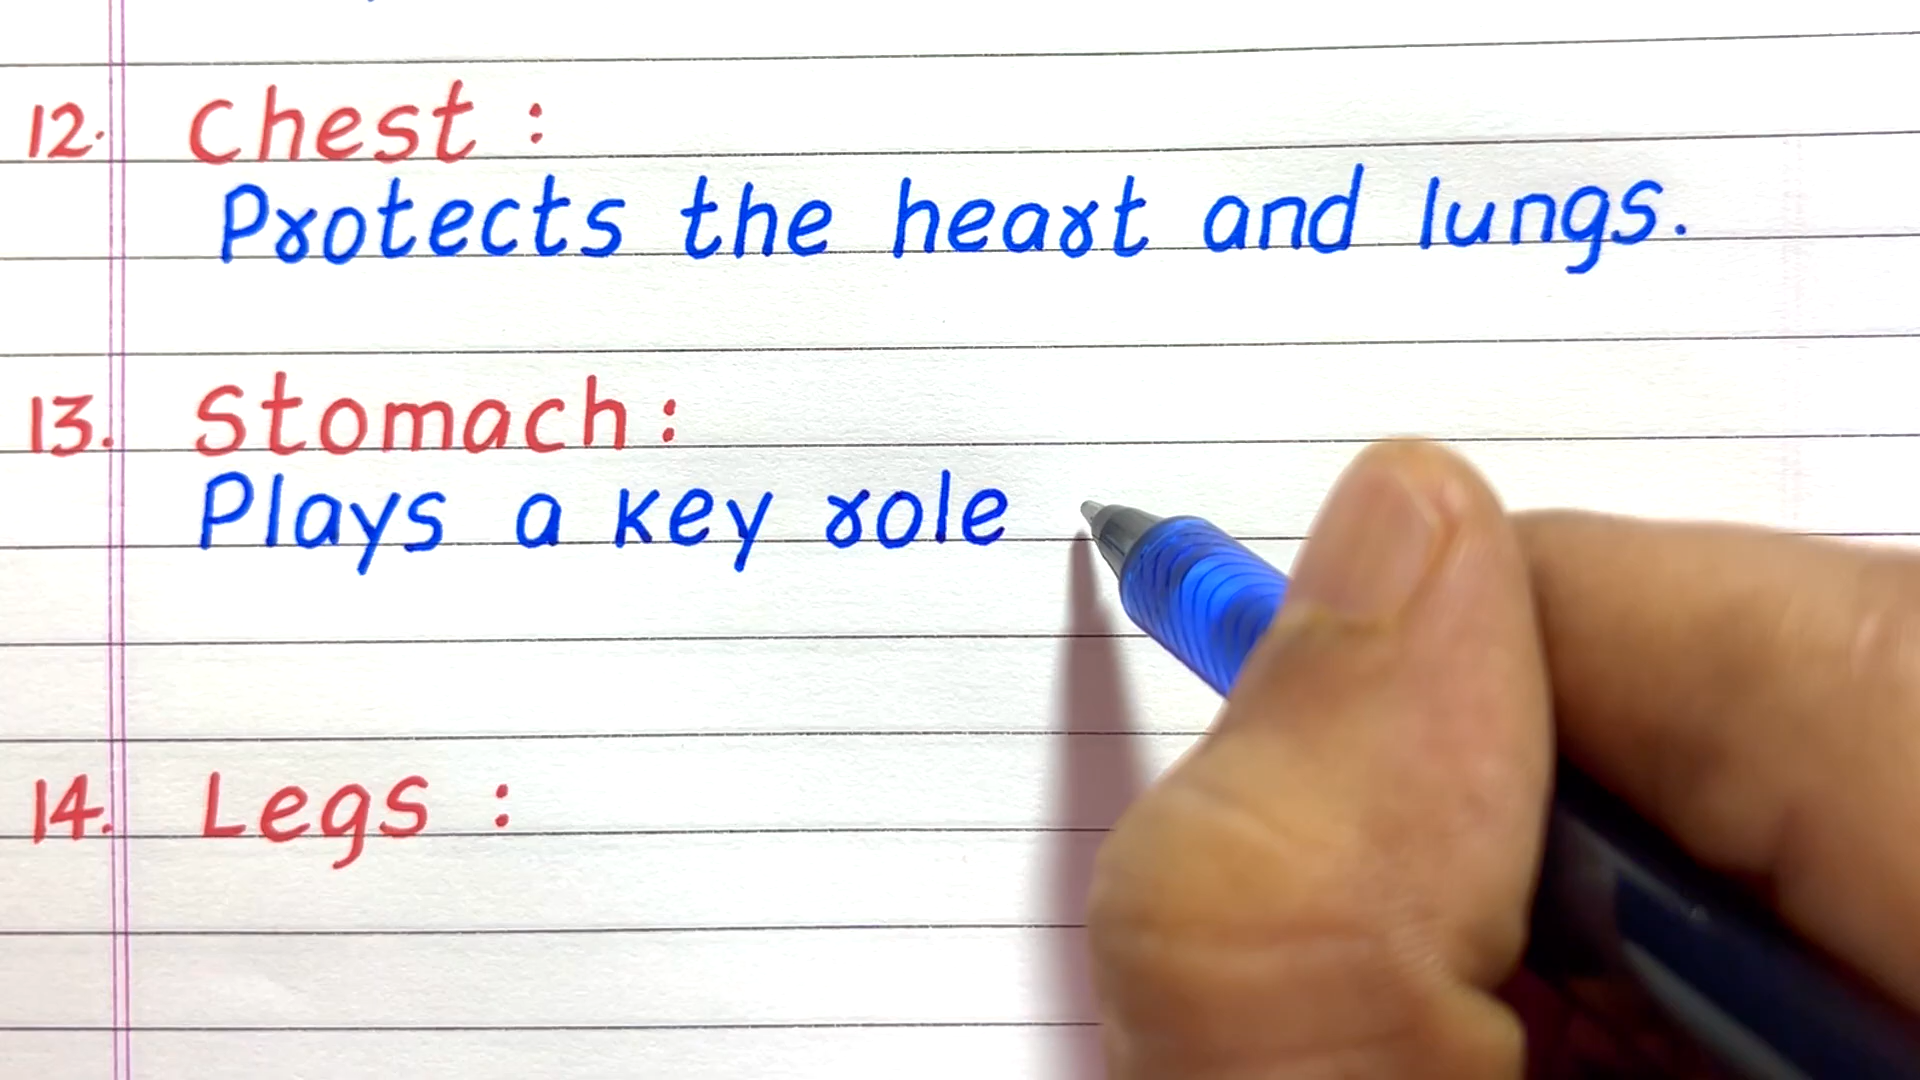 12. Chest :
Protects the heart and lungs.
13. Stomach :
Plays a key role
14. Legs :